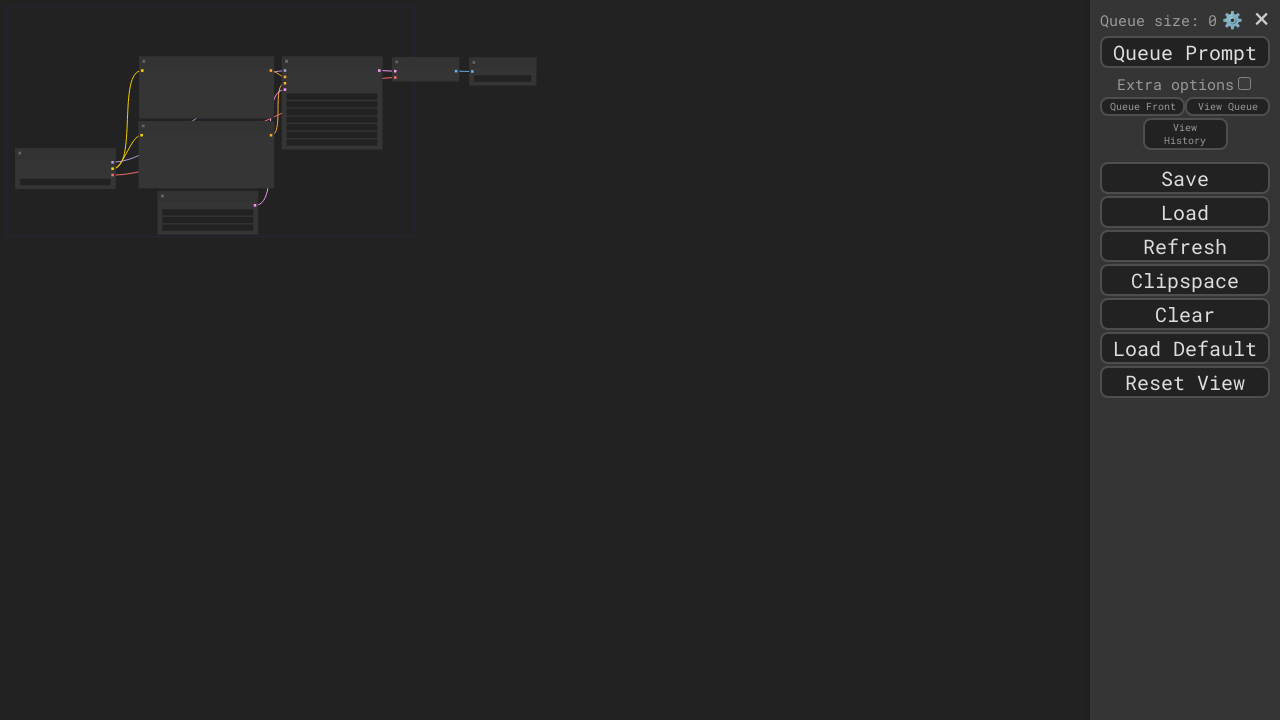 Queue size: 0
Queue Prompt
Extra options
Queue Front
View Queue
View
History
Save
Load
Refresh
Clipspace
Clear
Load Default
Reset View